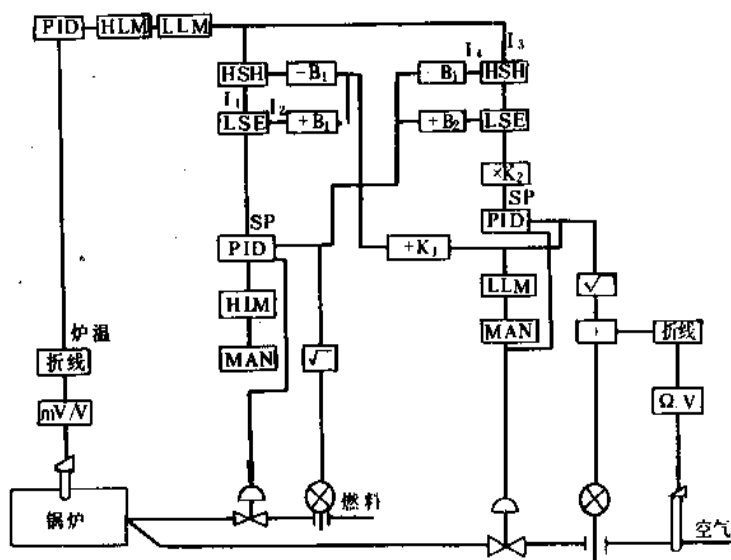 PID HLM LLM
I₄ I₃
HSH -B₁ B₁ HSH
I₁ I₂
LSE +B₁ +B₂ LSE
×K₂
SP
SP PID
PID +K₁
HLM LLM √
炉温 MAN √ MAN 折线
折线
mV/V Ω.V
锅炉 燃料 空气